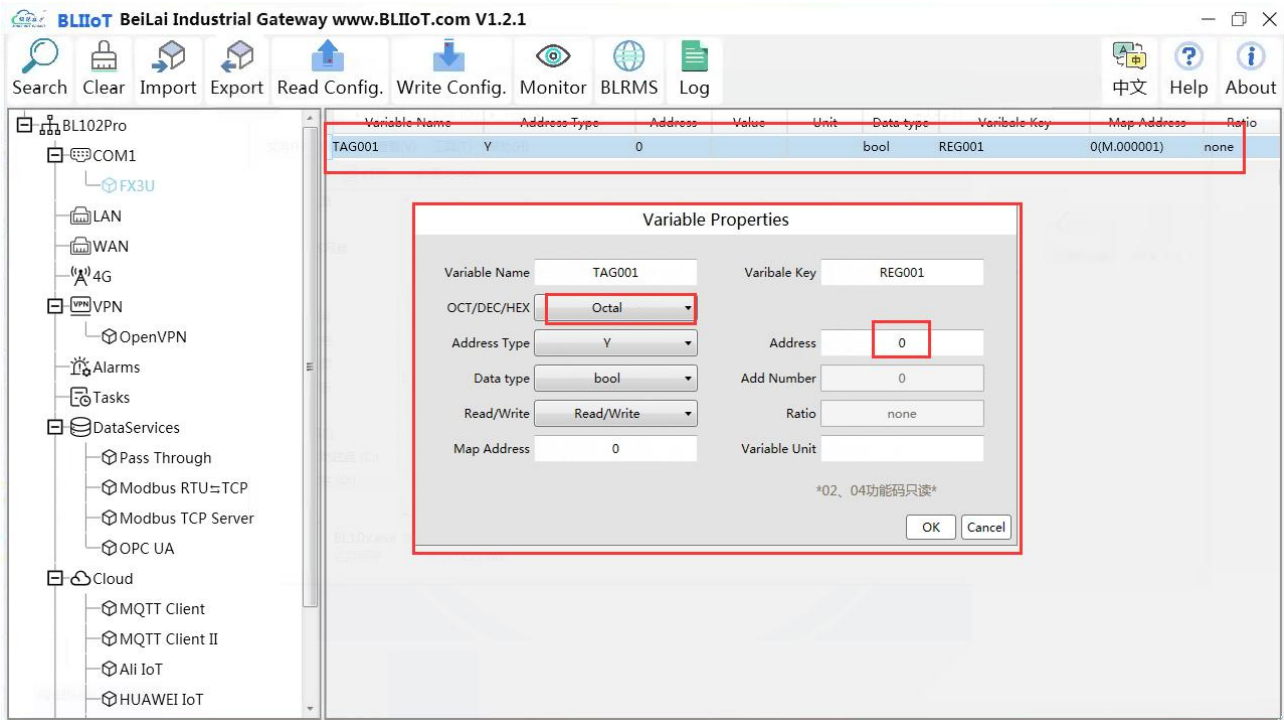 BLIIoT BeiLai Industrial Gateway www.BLIIoT.com V1.2.1
Search Clear Import Export Read Config. Write Config. Monitor BLRMS Log 中文 Help About
BL102Pro
COM1
FX3U
LAN
WAN
4G
VPN
VPN
OpenVPN
Alarms
Tasks
DataServices
Pass Through
Modbus RTU⇆TCP
Modbus TCP Server
OPC UA
Cloud
MQTT Client
MQTT Client II
Ali IoT
HUAWEI IoT
Variable Name Address Type Address Value Unit Data type Varibale Key Map Address Ratio
TAG001 Y 0 bool REG001 0(M.000001) none
Variable Properties
Variable Name TAG001 Varibale Key REG001
OCT/DEC/HEX Octal
Address Type Y Address 0
Data type bool Add Number 0
Read/Write Read/Write Ratio none
Map Address 0 Variable Unit
*02、04功能码只读*
OK Cancel